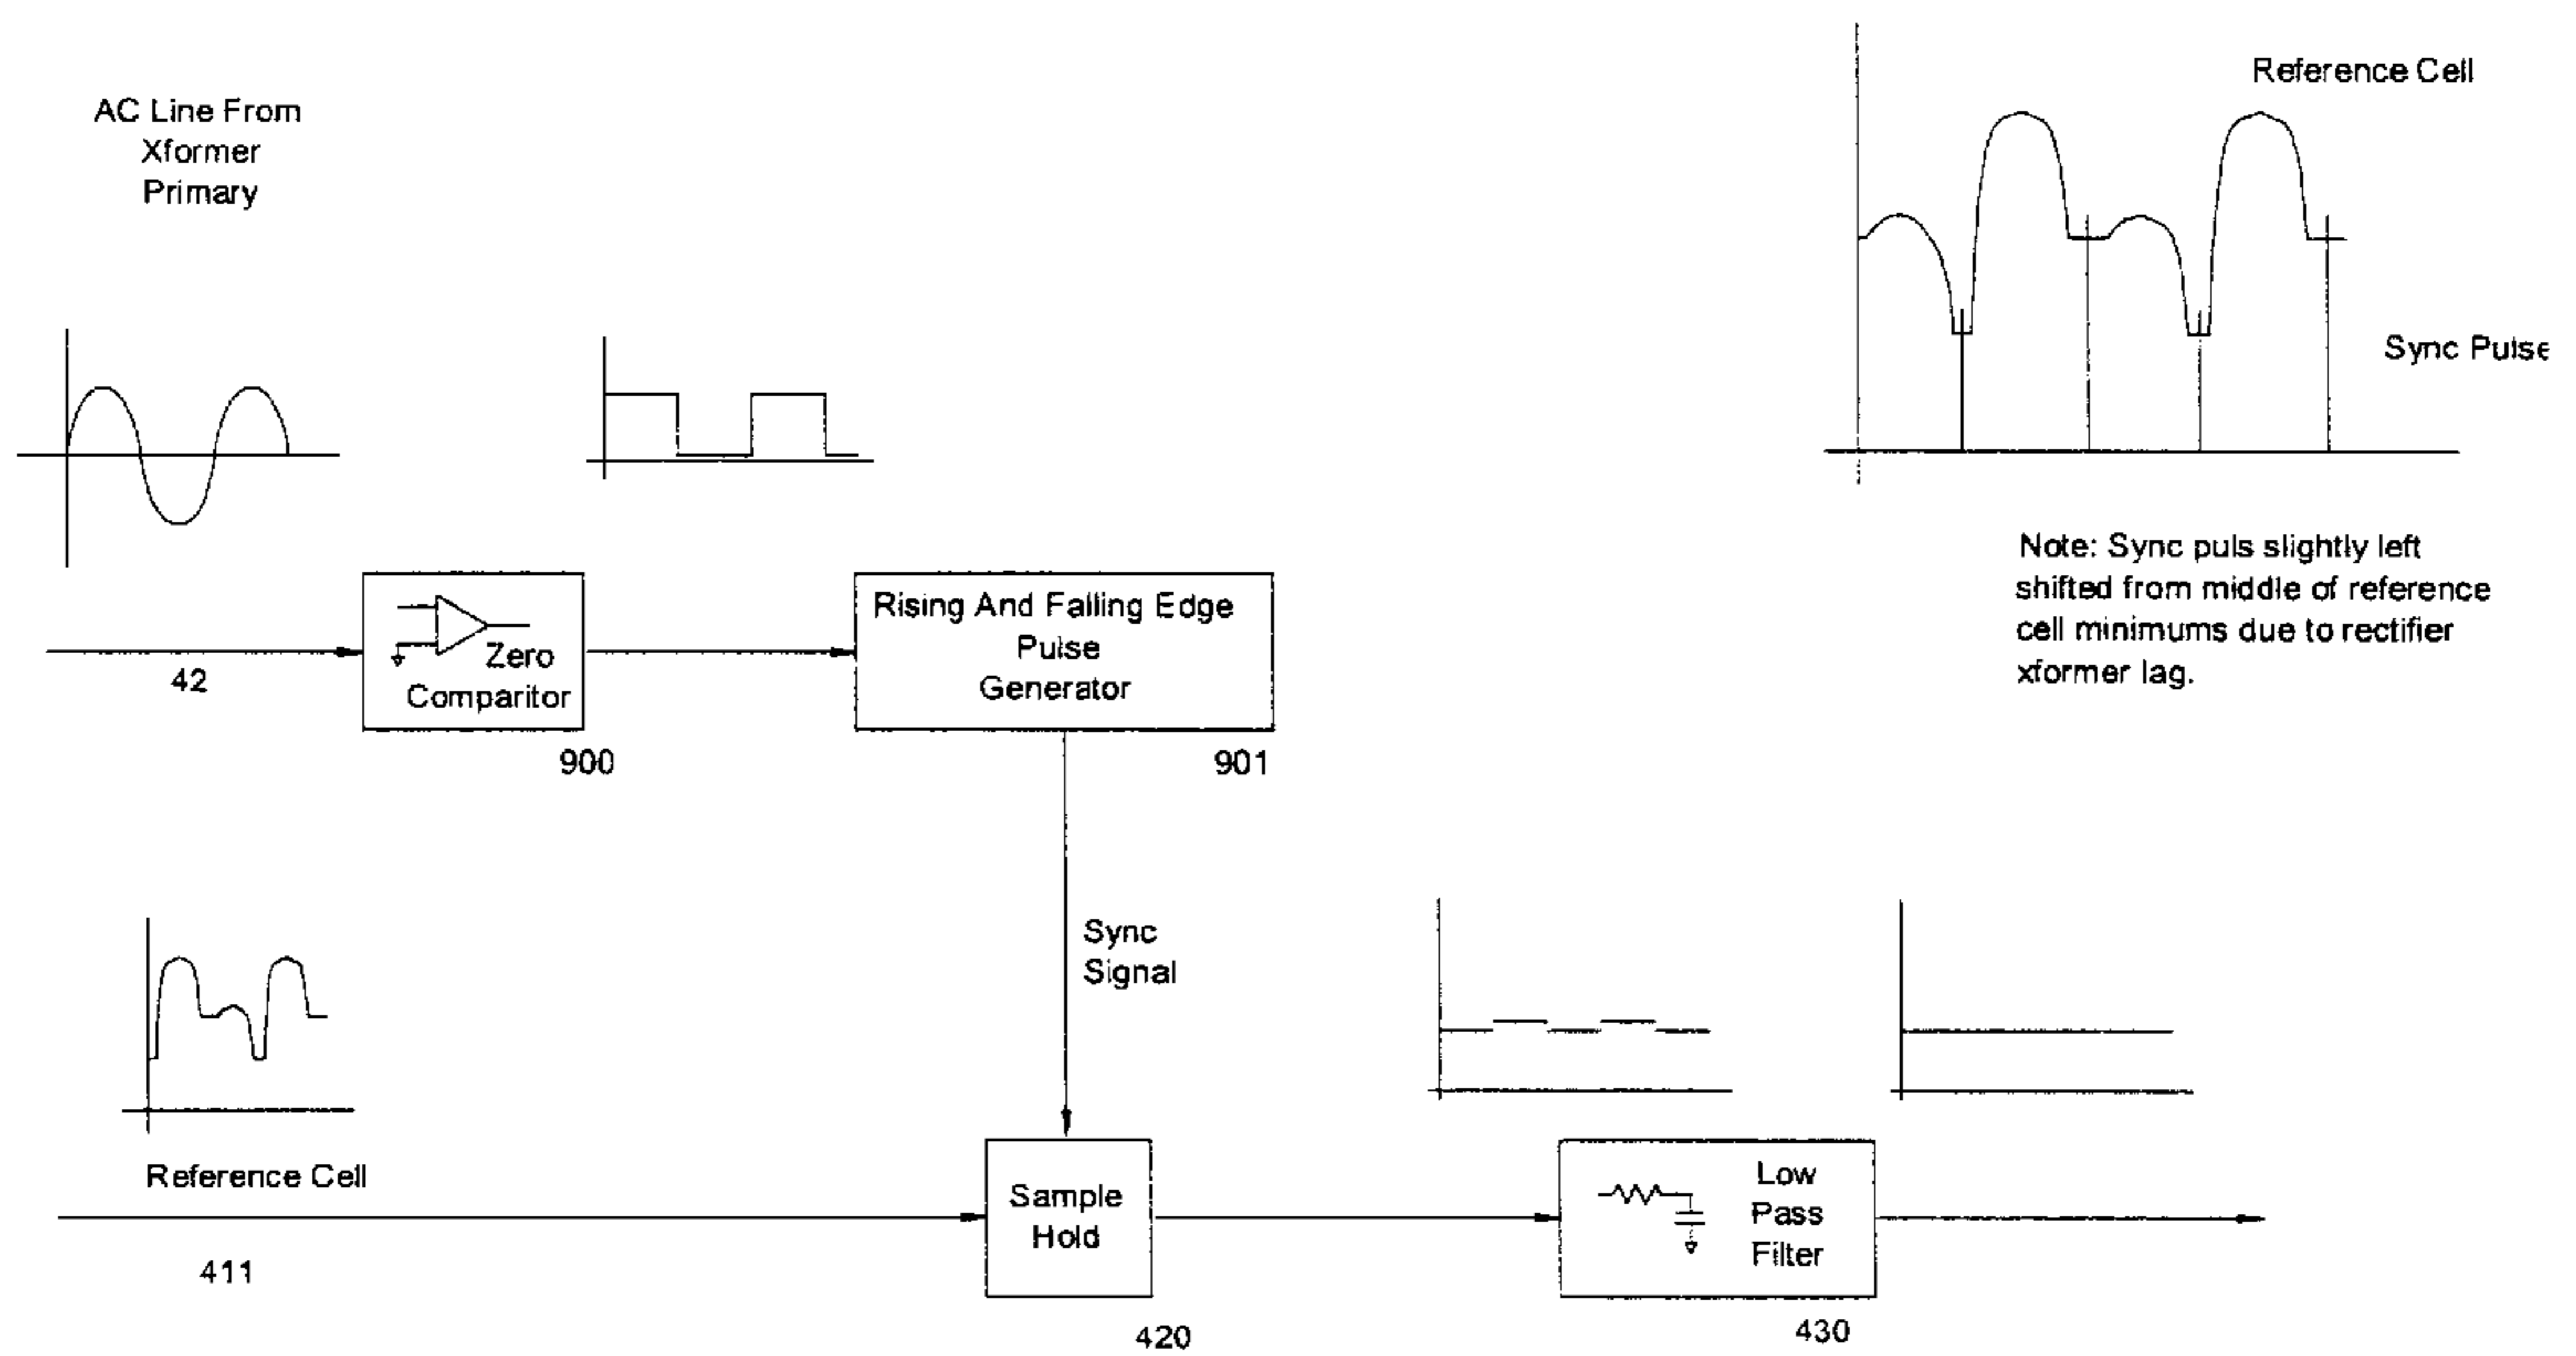 AC Line From
Xformer
Primary
Reference Cell
Sync Pulse
Note: Sync puls slightly left
shifted from middle of reference
cell minimums due to rectifier
xformer lag.
42
Zero
Comparitor
900
Rising And Falling Edge
Pulse
Generator
901
Sync
Signal
Reference Cell
411
Sample
Hold
420
Low
Pass
Filter
430